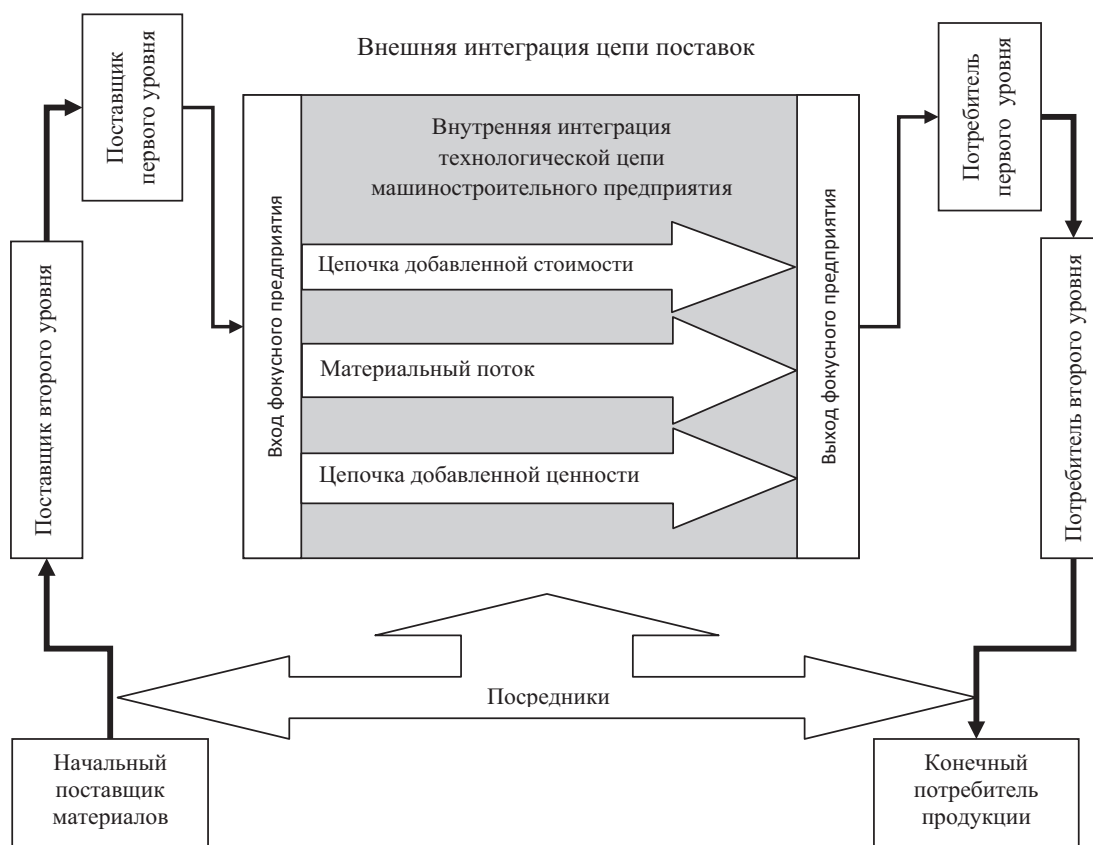 Внешняя интеграция цепи поставок
Поставщик
первого уровня
Потребитель
первого уровня
Внутренняя интеграция
технологической цепи
машиностроительного предприятия
Поставщик второго уровня
Вход фокусного предприятия
Цепочка добавленной стоимости
Материальный поток
Цепочка добавленной ценности
Выход фокусного предприятия
Потребитель второго уровня
Посредники
Начальный
поставщик
материалов
Конечный
потребитель
продукции